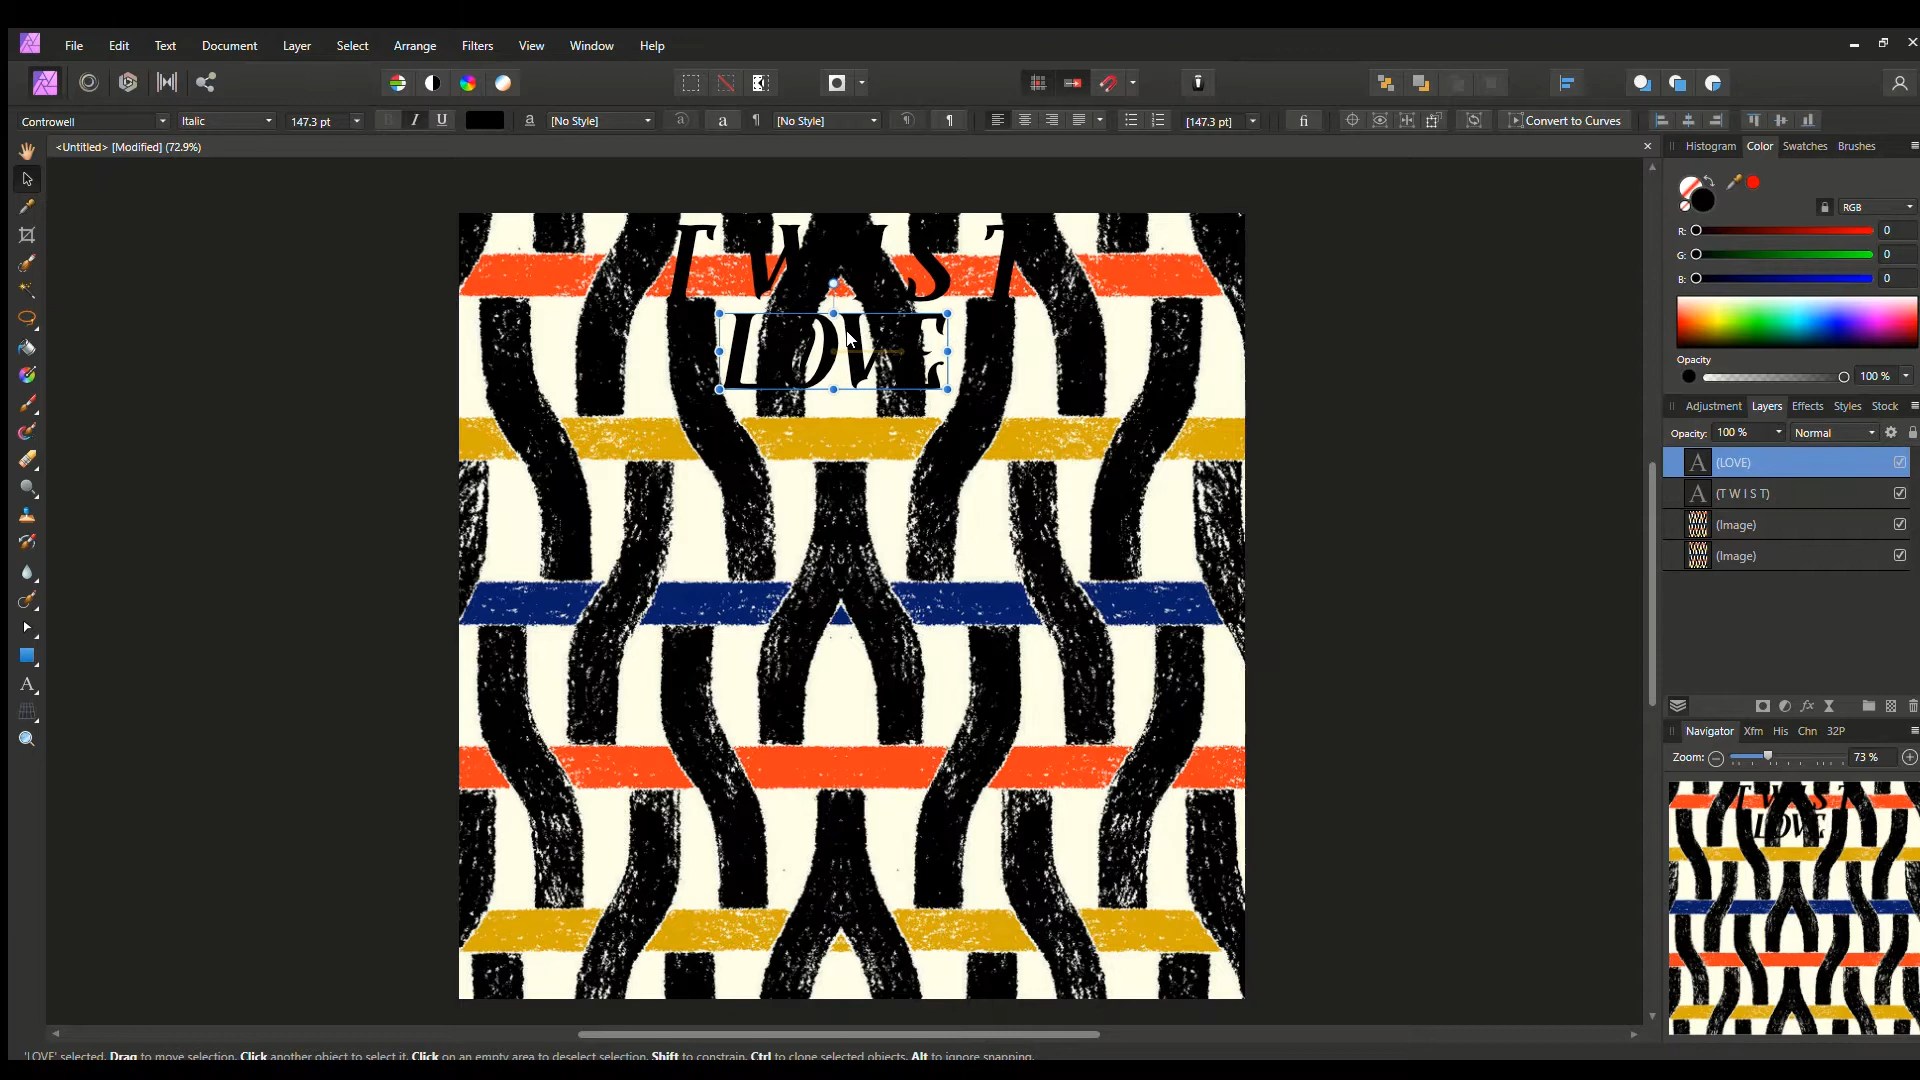 File Edit Text Document Layer Select Arrange Filters View Window Help
Controwell Italic 147.3 pt B I U a [No Style] a a ¶ [No Style] ¶ [147.3 pt] fi Convert to Curves
<Untitled> [Modified] (72.9%)
Histogram Color Swatches Brushes
RGB
R: 0
G: 0
B: 0
Opacity
100 %
T W I S T
LOVE
Adjustment Layers Effects Styles Stock
Opacity: 100 % Normal
A (LOVE)
A (T W I S T)
(Image)
(Image)
fx
A
Navigator Xfm His Chn 32P
Zoom: 73 %
T W I S T
LOVE
'LOVE' selected. Drag to move selection. Click another object to select it. Click on an empty area to deselect selection. Shift to constrain. Ctrl to clone selected objects. Alt to ignore snapping.